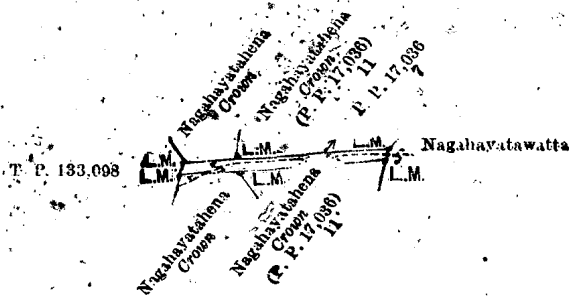 Nagahayatahena
Crown
Nagahayatahena
Crown
(P. P. 17,036)
11
P. P. 17,036
7
L.M.
L.M.
L.M.
Nagahayatawatta
T. P. 133,098
L.M.
L.M.
L.M.
Nagahayatahena
Crown
Nagahayatahena
Crown
(P. P. 17,036)
11